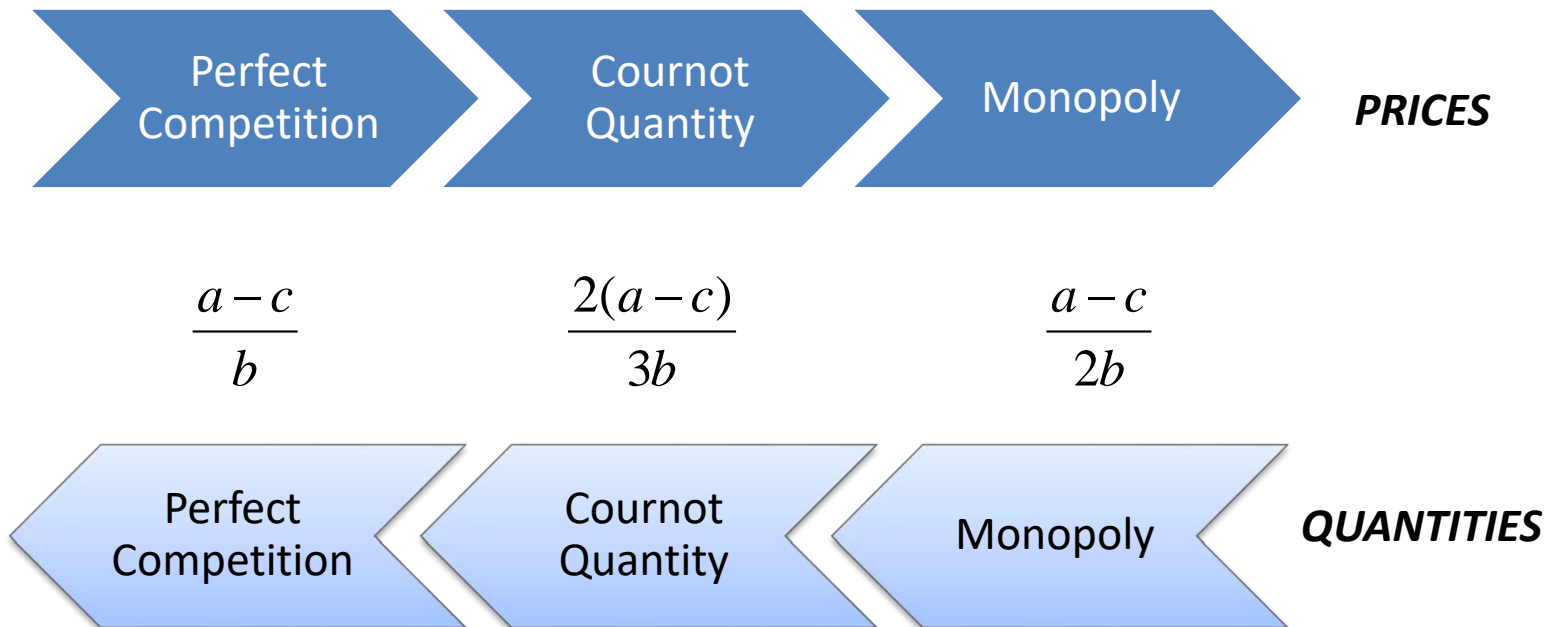 Perfect
Competition
Cournot
Quantity
Monopoly
PRICES
a − c
b
2(a − c)
3b
a − c
2b
Perfect
Competition
Cournot
Quantity
Monopoly
QUANTITIES